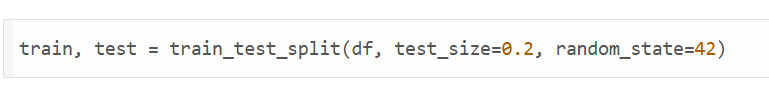 train, test = train_test_split(df, test_size=0.2, random_state=42)